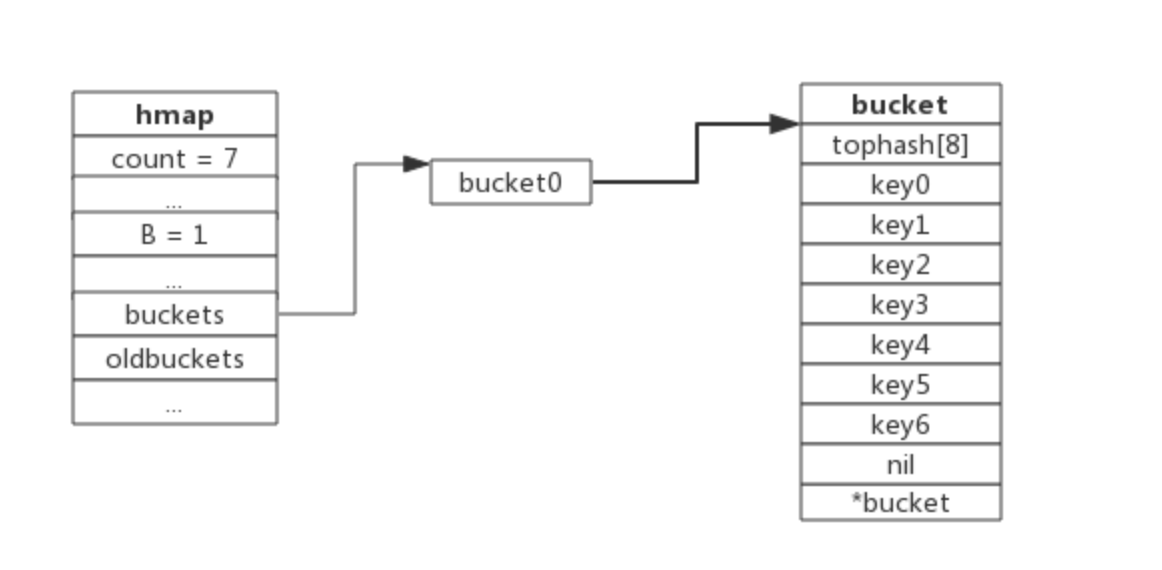 hmap
count = 7
...
B = 1
...
buckets
oldbuckets
...
bucket0
bucket
tophash[8]
key0
key1
key2
key3
key4
key5
key6
nil
*bucket